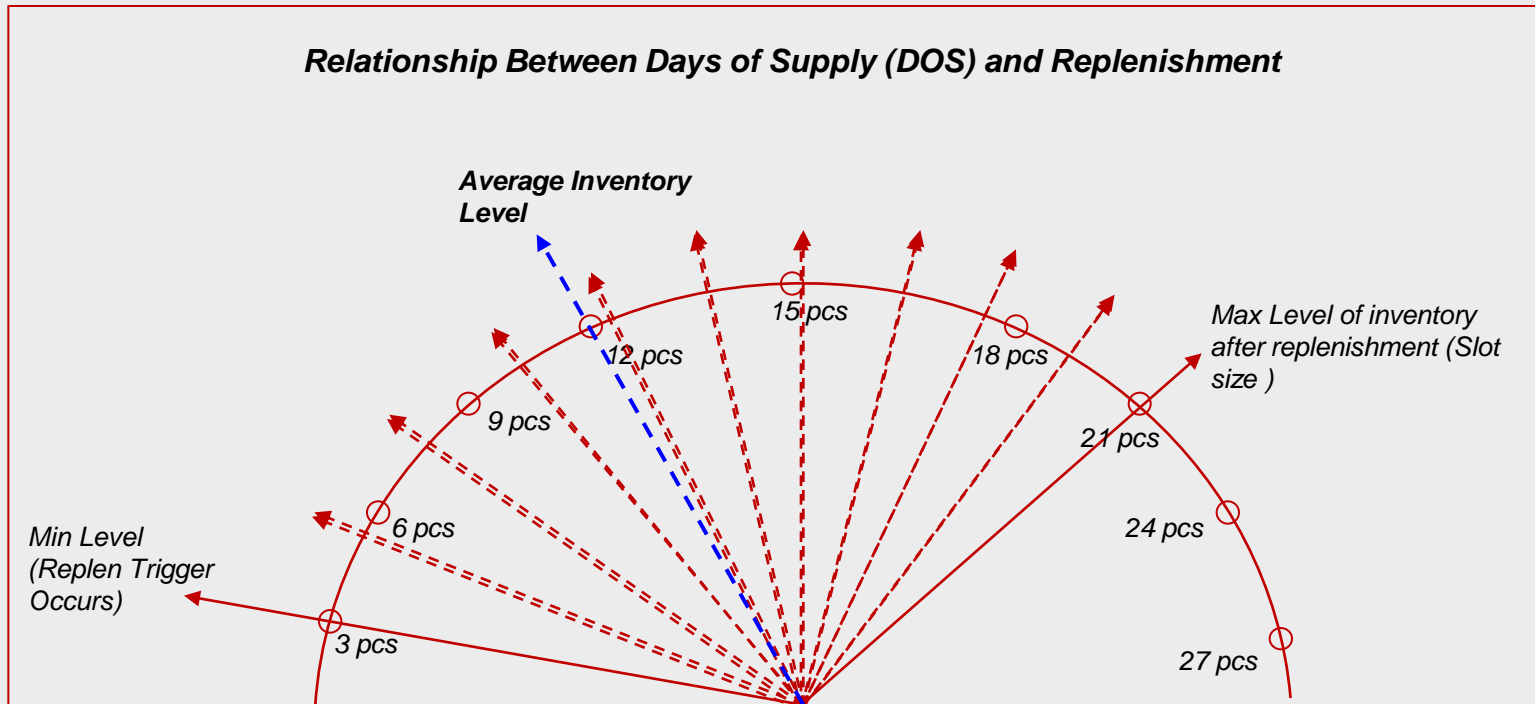 Relationship Between Days of Supply (DOS) and Replenishment
Average Inventory
Level
15 pcs
12 pcs
18 pcs
Max Level of inventory
after replenishment (Slot
size )
9 pcs
21 pcs
6 pcs
24 pcs
Min Level
(Replen Trigger
Occurs)
3 pcs
27 pcs